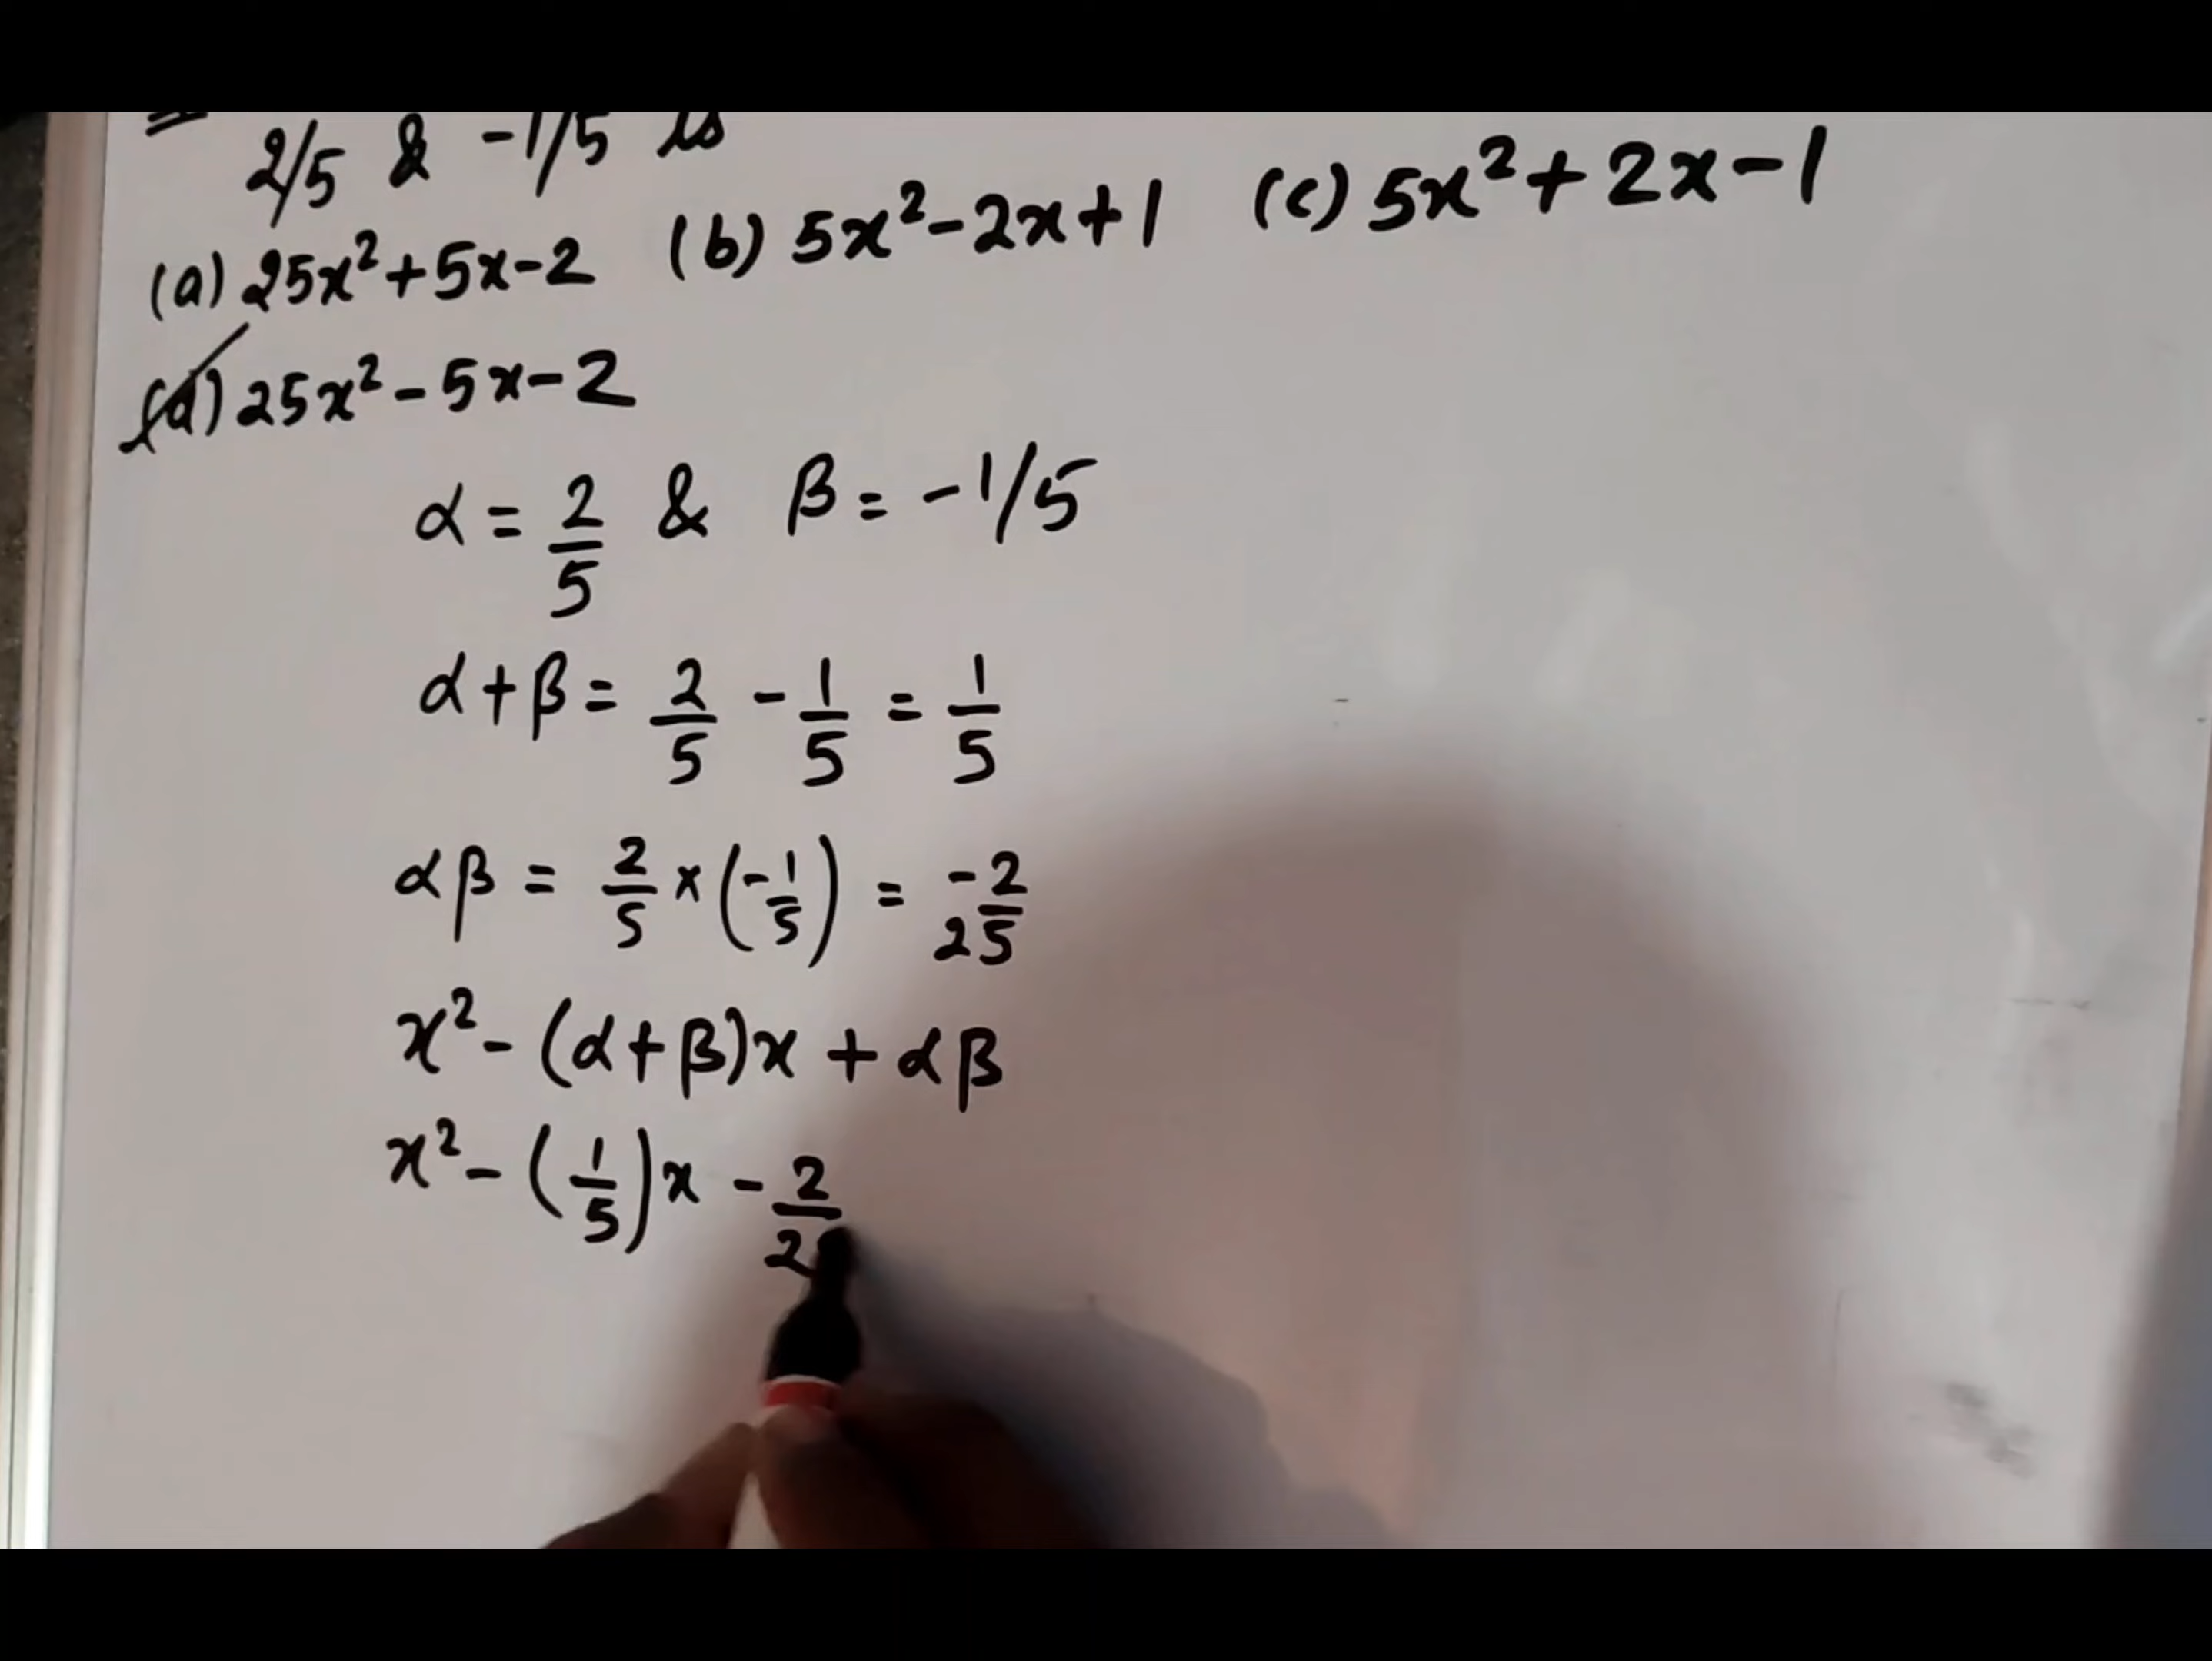 2/5 & -1/5 is
(a) 25x²+5x-2 (b) 5x²-2x+1 (c) 5x²+2x-1
(d) 25x²-5x-2
α = 2/5 & β = -1/5
α+β = 2/5 - 1/5 = 1/5
αβ = 2/5 × (-1/5) = -2/25
x² - (α+β)x + αβ
x² - (1/5)x - 2/2